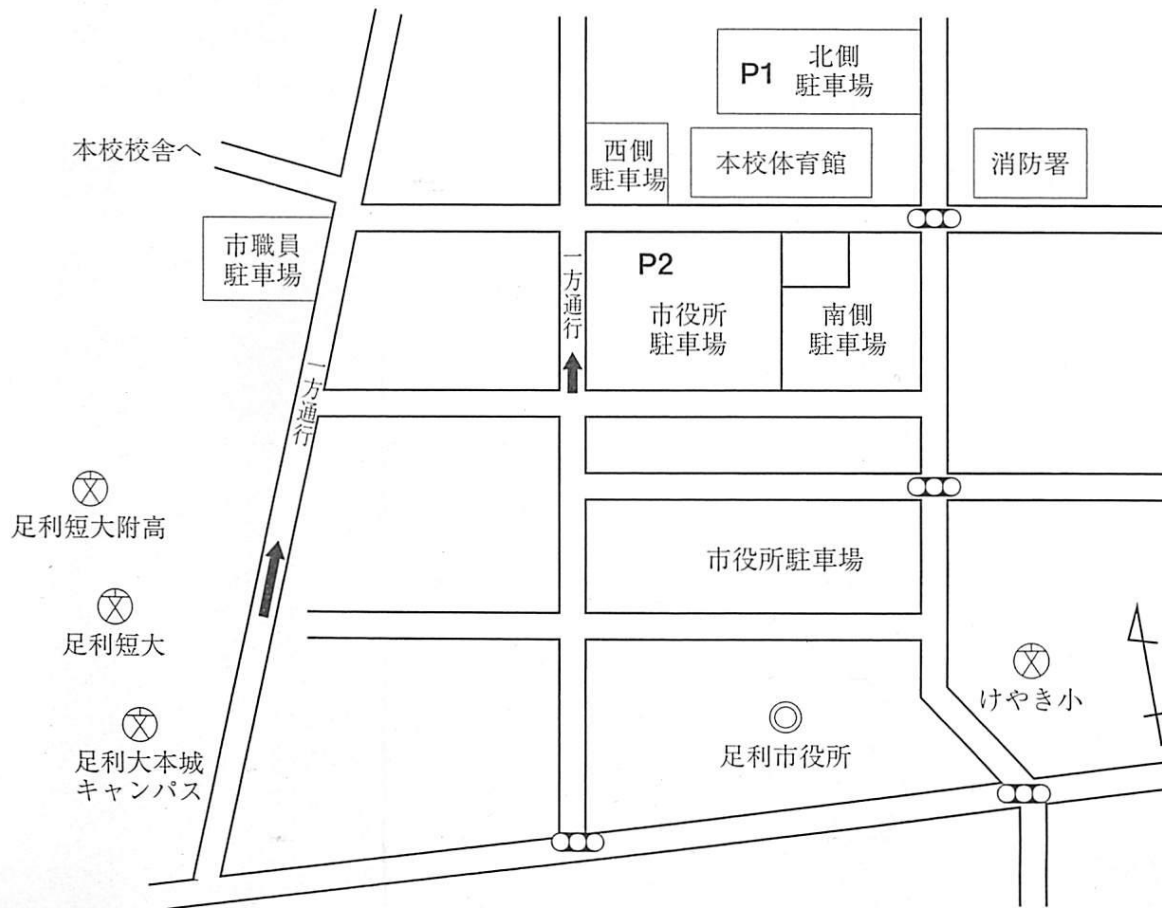 P1
北側
駐車場
本校校舎へ
西側
駐車場
本校体育館
消防署
市職員
駐車場
一方通行
P2
市役所
駐車場
南側
駐車場
一方通行
文
足利短大附高
市役所駐車場
文
足利短大
文
けやき小
文
足利大本城
キャンパス
足利市役所